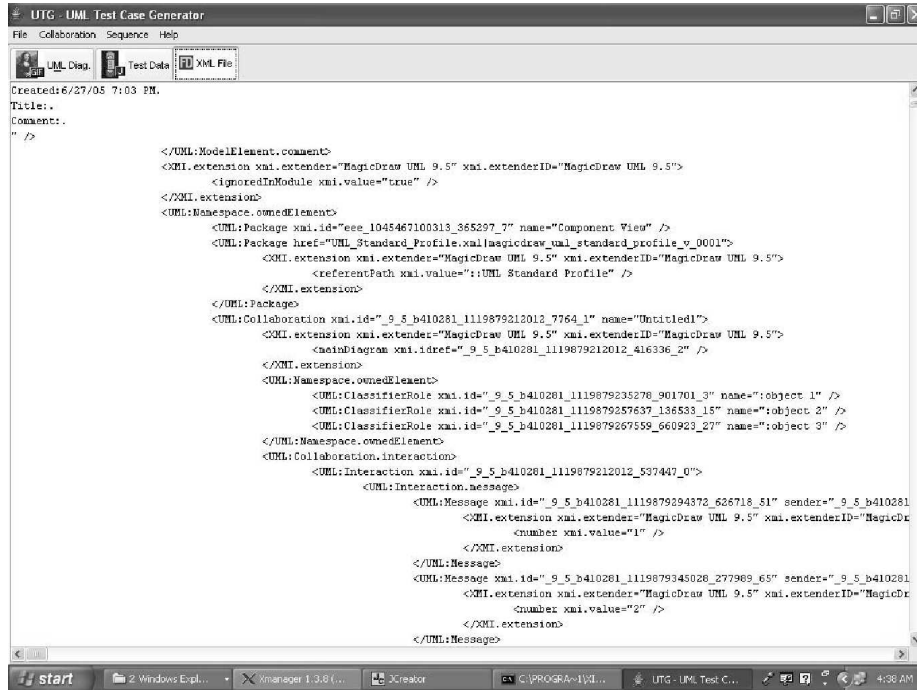 UTG - UML Test Case Generator
File Collaboration Sequence Help
UML Diag. Test Data XML File
Created:6/27/05 7:03 PM.
Title:.
Comment:.
" />
</UML:ModelElement.comment>
<XMI.extension xmi.extender="MagicDraw UML 9.5" xmi.extenderID="MagicDraw UML 9.5">
<ignoredInModule xmi.value="true" />
</XMI.extension>
<UML:Namespace.ownedElement>
<UML:Package xmi.id="eee_1045467100313_365297_7" name="Component View" />
<UML:Package href="UML_Standard_Profile.xml|magicdraw_uml_standard_profile_v_0001">
<XMI.extension xmi.extender="MagicDraw UML 9.5" xmi.extenderID="MagicDraw UML 9.5">
<referentPath xmi.value="::UML Standard Profile" />
</XMI.extension>
</UML:Package>
<UML:Collaboration xmi.id="_9_5_b410281_1119879212012_7764_1" name="Untitled1">
<XMI.extension xmi.extender="MagicDraw UML 9.5" xmi.extenderID="MagicDraw UML 9.5">
<mainDiagram xmi.idref="_9_5_b410281_1119879212012_416336_2" />
</XMI.extension>
<UML:Namespace.ownedElement>
<UML:ClassifierRole xmi.id="_9_5_b410281_1119879235278_901701_3" name=":object 1" />
<UML:ClassifierRole xmi.id="_9_5_b410281_1119879257637_136533_15" name=":object 2" />
<UML:ClassifierRole xmi.id="_9_5_b410281_1119879267559_660923_27" name=":object 3" />
</UML:Namespace.ownedElement>
<UML:Collaboration.interaction>
<UML:Interaction xmi.id="_9_5_b410281_1119879212012_537447_0">
<UML:Interaction.message>
<UML:Message xmi.id="_9_5_b410281_1119879294372_626718_51" sender="_9_5_b410281
<XMI.extension xmi.extender="MagicDraw UML 9.5" xmi.extenderID="MagicDr
<number xmi.value="1" />
</XMI.extension>
</UML:Message>
<UML:Message xmi.id="_9_5_b410281_1119879345028_277989_65" sender="_9_5_b410281
<XMI.extension xmi.extender="MagicDraw UML 9.5" xmi.extenderID="MagicDr
<number xmi.value="2" />
</XMI.extension>
</UML:Message>
start 2 Windows Expl... Xmanager 1.3.8 (... JCreator C:\PROGRA~1\XI... UTG - UML Test C... 4:38 AM